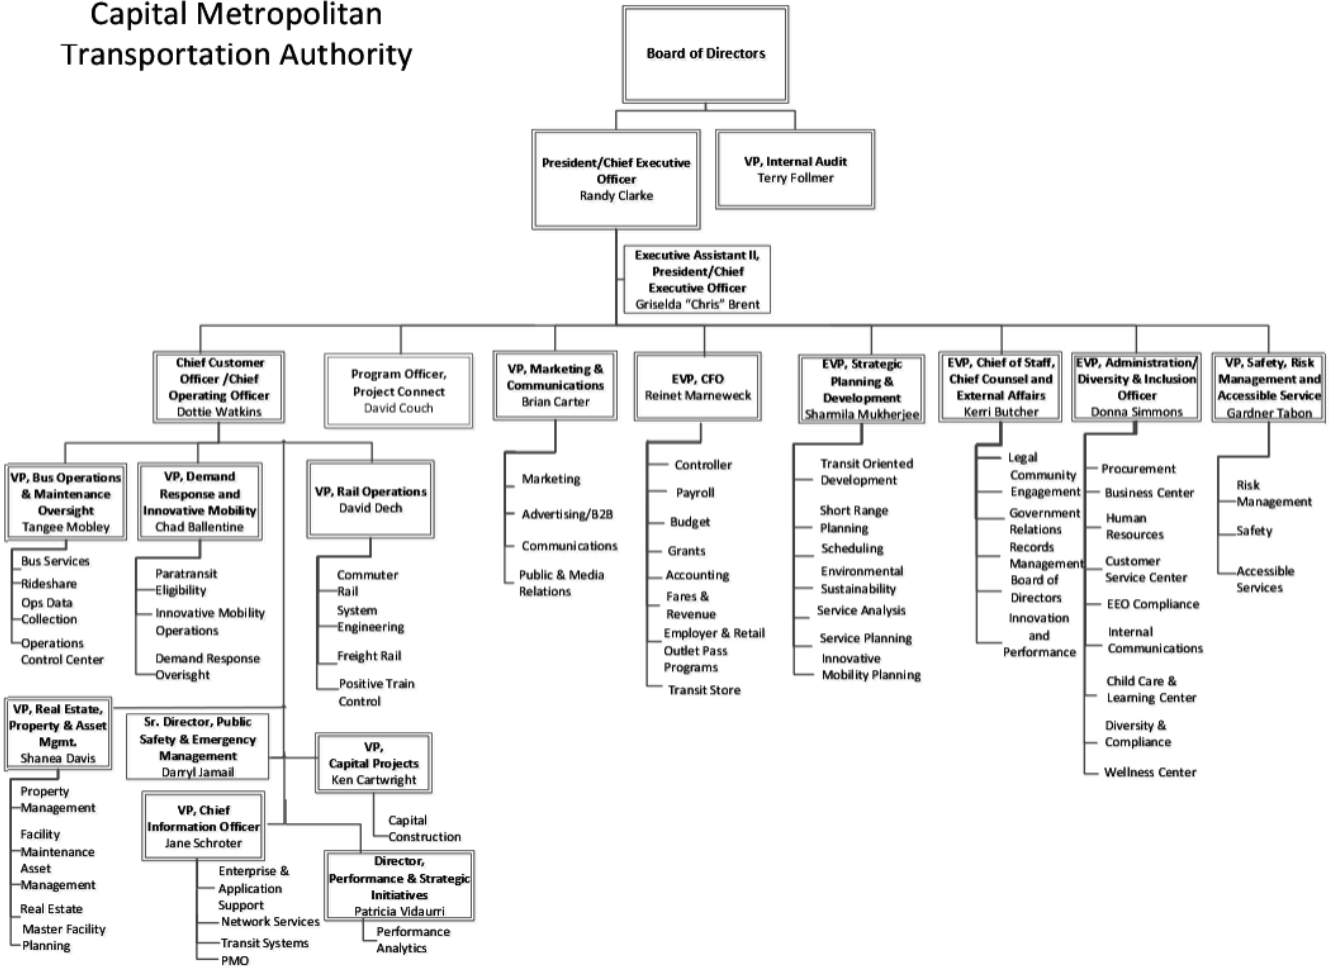 Capital Metropolitan
Transportation Authority
Board of Directors
President/Chief Executive
Officer
Randy Clarke
VP, Internal Audit
Terry Follmer
Executive Assistant II,
President/Chief
Executive Officer
Griselda "Chris" Brent
Chief Customer
Officer /Chief
Operating Officer
Dottie Watkins
Program Officer,
Project Connect
David Couch
VP, Marketing &
Communications
Brian Carter
EVP, CFO
Reinet Marneweck
EVP, Strategic
Planning &
Development
Sharmila Mukherjee
EVP, Chief of Staff,
Chief Counsel and
External Affairs
Kerri Butcher
EVP, Administration/
Diversity & Inclusion
Officer
Donna Simmons
VP, Safety, Risk
Management and
Accessible Service
Gardner Tabon
VP, Bus Operations
& Maintenance
Oversight
Tangee Mobley
Bus Services
Rideshare
Ops Data
Collection
Operations
Control Center
VP, Demand
Response and
Innovative Mobility
Chad Ballentine
Paratransit
Eligibility
Innovative Mobility
Operations
Demand Response
Overisght
VP, Rail Operations
David Dech
Commuter
Rail
System
Engineering
Freight Rail
Positive Train
Control
Marketing
Advertising/B2B
Communications
Public & Media
Relations
Controller
Payroll
Budget
Grants
Accounting
Fares &
Revenue
Employer & Retail
Outlet Pass
Programs
Transit Store
Transit Oriented
Development
Short Range
Planning
Scheduling
Environmental
Sustainability
Service Analysis
Service Planning
Innovative
Mobility Planning
Legal
Community
Engagement
Government
Relations
Records
Management
Board of
Directors
Innovation
and
Performance
Procurement
Business Center
Human
Resources
Customer
Service Center
EEO Compliance
Internal
Communications
Child Care &
Learning Center
Diversity &
Compliance
Wellness Center
Risk
Management
Safety
Accessible
Services
VP, Real Estate,
Property & Asset
Mgmt.
Shanea Davis
Property
Management
Facility
Maintenance
Asset
Management
Real Estate
Master Facility
Planning
Sr. Director, Public
Safety & Emergency
Management
Darryl Jamail
VP,
Capital Projects
Ken Cartwright
Capital
Construction
VP, Chief
Information Officer
Jane Schroter
Enterprise &
Application
Support
Network Services
Transit Systems
PMO
Director,
Performance & Strategic
Initiatives
Patricia Vidaurri
Performance
Analytics